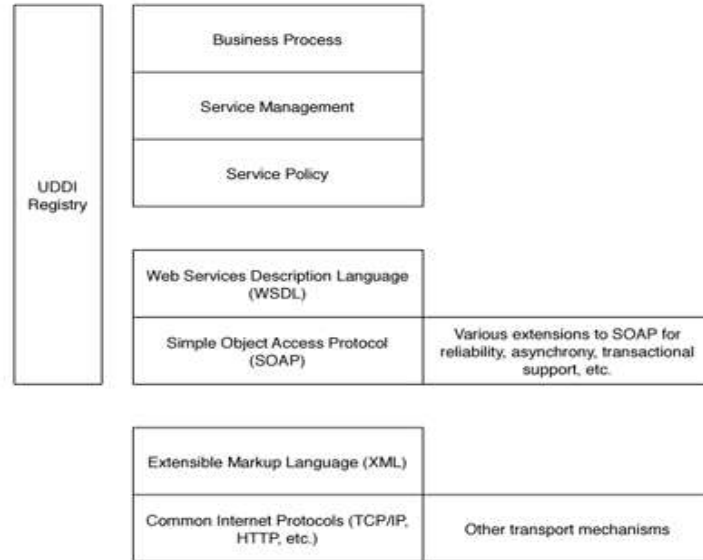 Business Process
Service Management
Service Policy
UDDI
Registry
Web Services Description Language
(WSDL)
Simple Object Access Protocol
(SOAP)
Various extensions to SOAP for
reliability, asynchrony, transactional
support, etc.
Extensible Markup Language (XML)
Common Internet Protocols (TCP/IP,
HTTP, etc.)
Other transport mechanisms